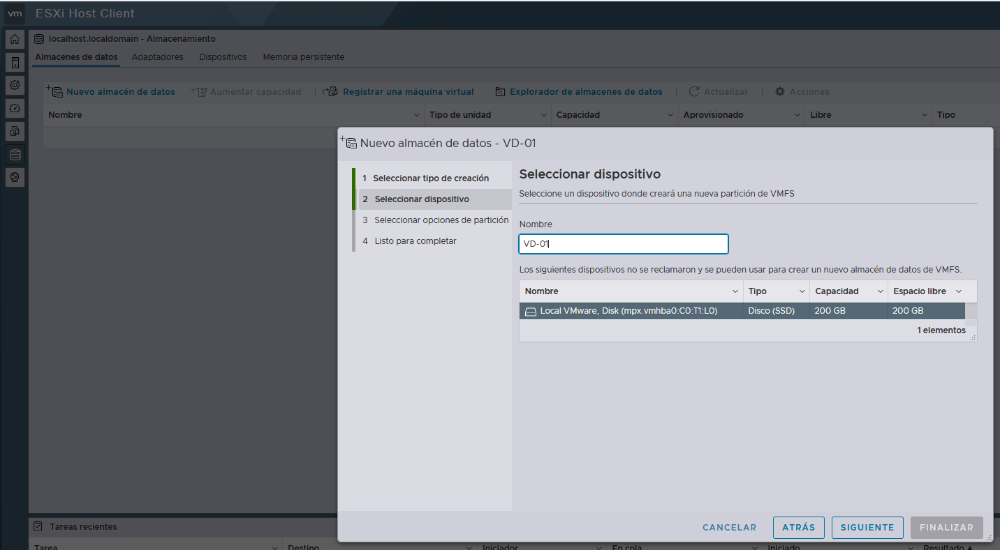 vm ESXi Host Client
localhost.localdomain - Almacenamiento
Almacenes de datos Adaptadores Dispositivos Memoria persistente
Nuevo almacén de datos Aumentar capacidad Registrar una máquina virtual Explorador de almacenes de datos Actualizar Acciones
Nombre Tipo de unidad Capacidad Aprovisionado Libre Tipo
Nuevo almacén de datos - VD-01
1 Seleccionar tipo de creación
2 Seleccionar dispositivo
3 Seleccionar opciones de partición
4 Listo para completar
Seleccionar dispositivo
Seleccione un dispositivo donde creará una nueva partición de VMFS
Nombre
VD-01
Los siguientes dispositivos no se reclamaron y se pueden usar para crear un nuevo almacén de datos de VMFS.
Nombre Tipo Capacidad Espacio libre
Local VMware, Disk (mpx.vmhba0:C0:T1:L0) Disco (SSD) 200 GB 200 GB
1 elementos
CANCELAR ATRÁS SIGUIENTE FINALIZAR
Tareas recientes
Tarea Destino Iniciador En cola Iniciado Resultado